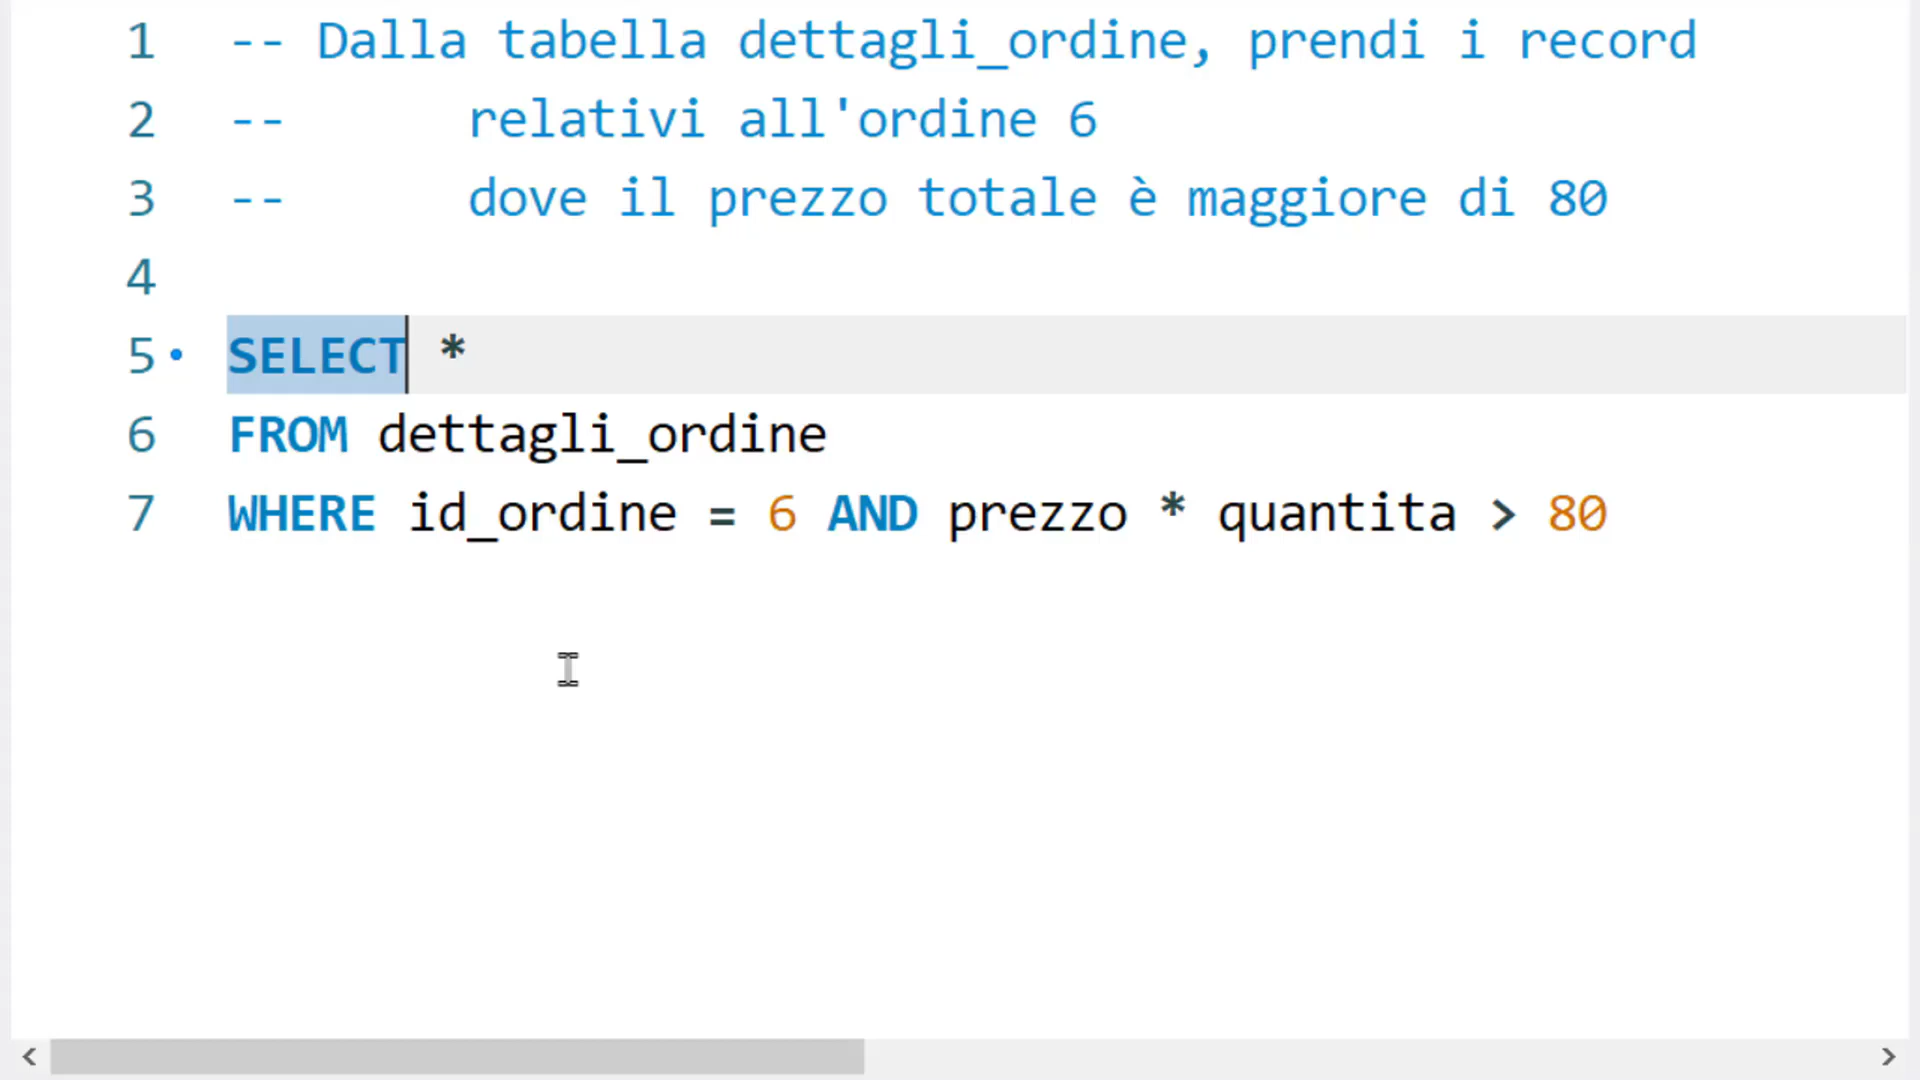 1 -- Dalla tabella dettagli_ordine, prendi i record
2 -- relativi all'ordine 6
3 -- dove il prezzo totale è maggiore di 80
4
5 SELECT *
6 FROM dettagli_ordine
7 WHERE id_ordine = 6 AND prezzo * quantita > 80